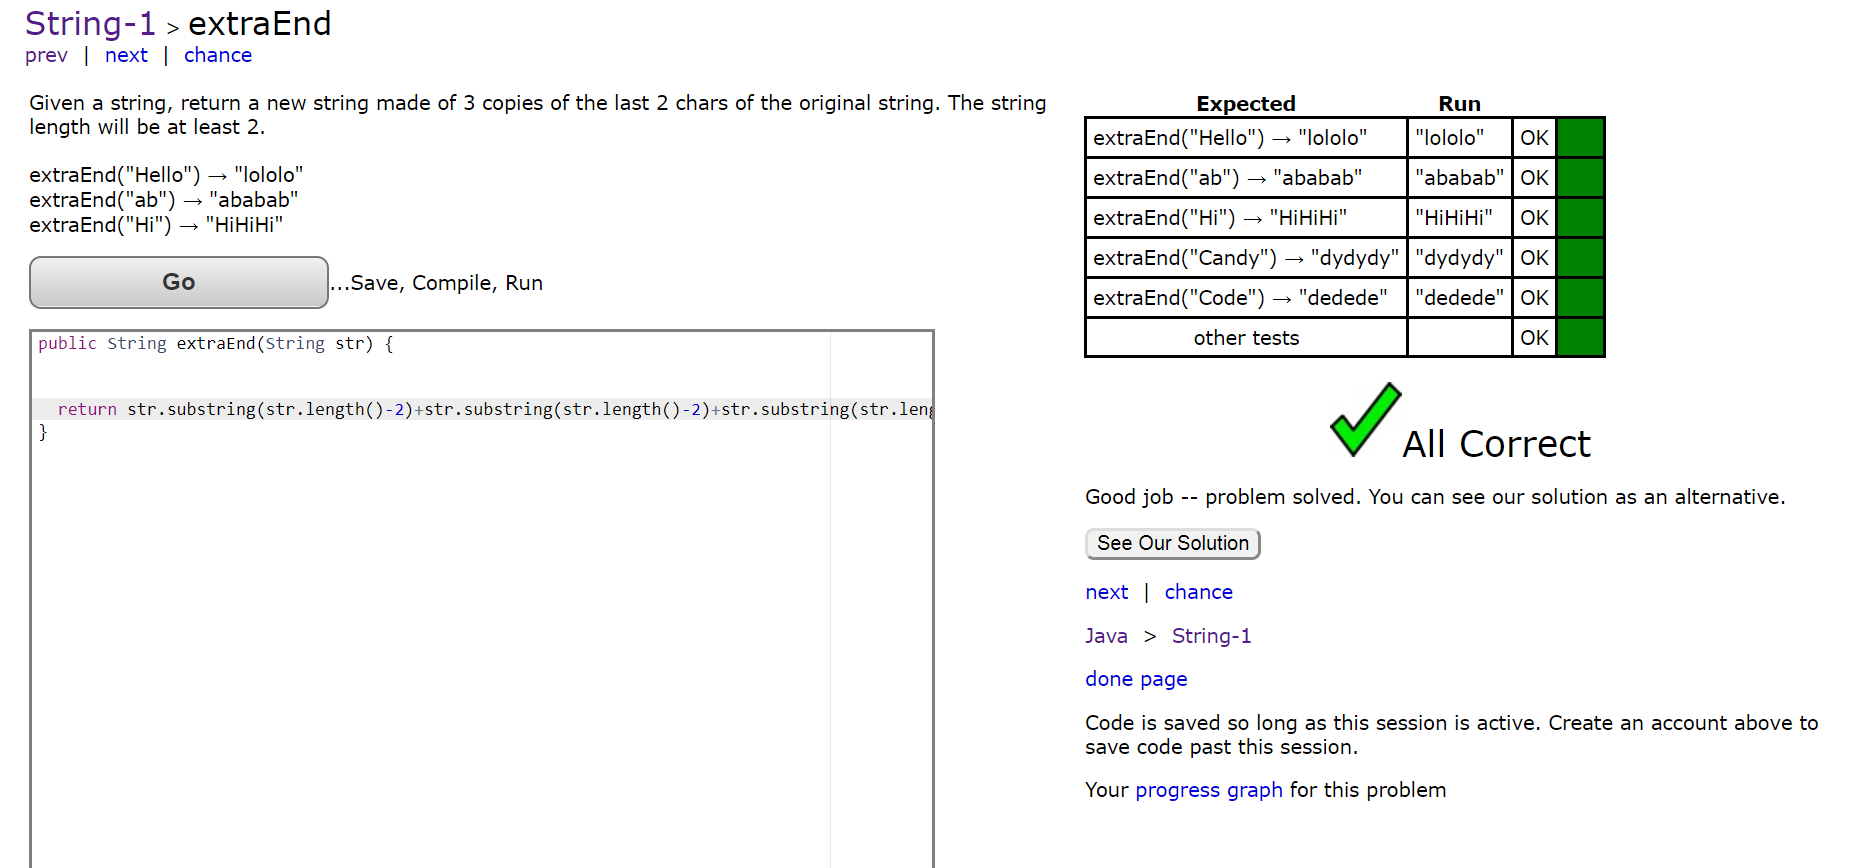 String-1 > extraEnd
prev | next | chance
Given a string, return a new string made of 3 copies of the last 2 chars of the original string. The string
length will be at least 2.
extraEnd("Hello") → "lololo"
extraEnd("ab") → "ababab"
extraEnd("Hi") → "HiHiHi"
Go ...Save, Compile, Run
public String extraEnd(String str) {
return str.substring(str.length()-2)+str.substring(str.length()-2)+str.substring(str.leng
}
Expected Run
extraEnd("Hello") → "lololo" "lololo" OK
extraEnd("ab") → "ababab" "ababab" OK
extraEnd("Hi") → "HiHiHi" "HiHiHi" OK
extraEnd("Candy") → "dydydy" "dydydy" OK
extraEnd("Code") → "dedede" "dedede" OK
other tests OK
All Correct
Good job -- problem solved. You can see our solution as an alternative.
See Our Solution
next | chance
Java > String-1
done page
Code is saved so long as this session is active. Create an account above to
save code past this session.
Your progress graph for this problem